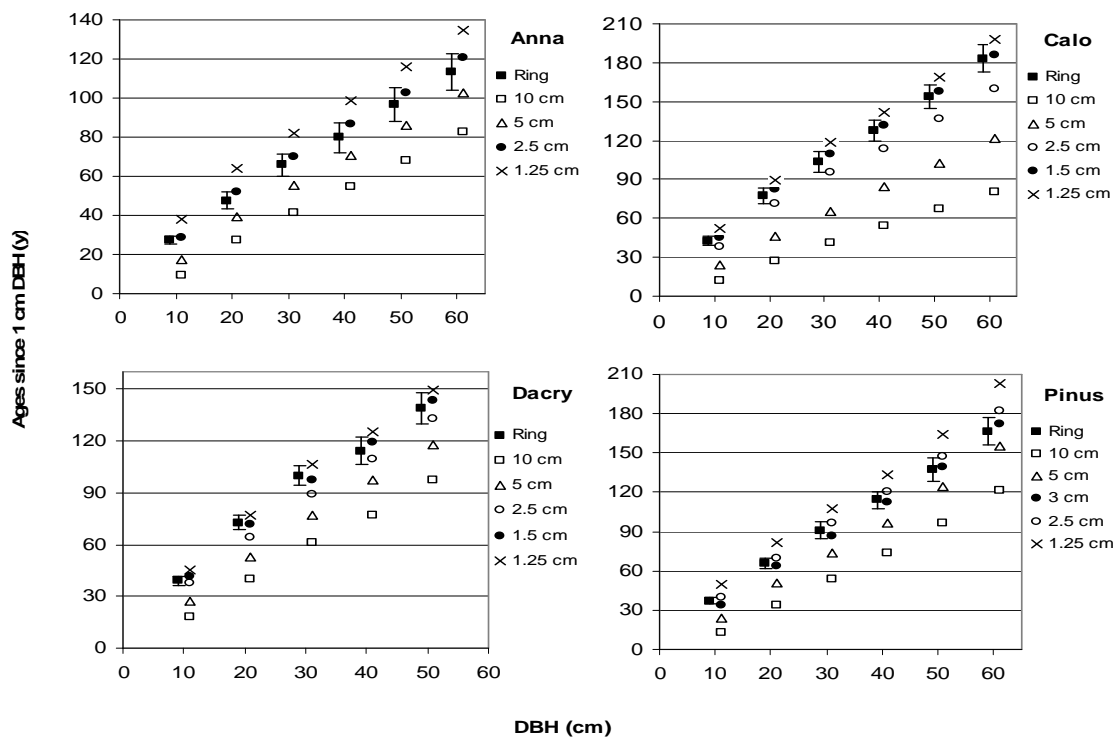 Anna
140
120
100
80
60
40
20
0
0 10 20 30 40 50 60
Ring
10 cm
5 cm
2.5 cm
1.25 cm
Calo
210
180
150
120
90
60
30
0
0 10 20 30 40 50 60
Ring
10 cm
5 cm
2.5 cm
1.5 cm
1.25 cm
Ages since 1 cm DBH (y)
Dacry
150
120
90
60
30
0
0 10 20 30 40 50 60
Ring
10 cm
5 cm
2.5 cm
1.5 cm
1.25 cm
Pinus
210
180
150
120
90
60
30
0
0 10 20 30 40 50 60
Ring
10 cm
5 cm
3 cm
2.5 cm
1.25 cm
DBH (cm)